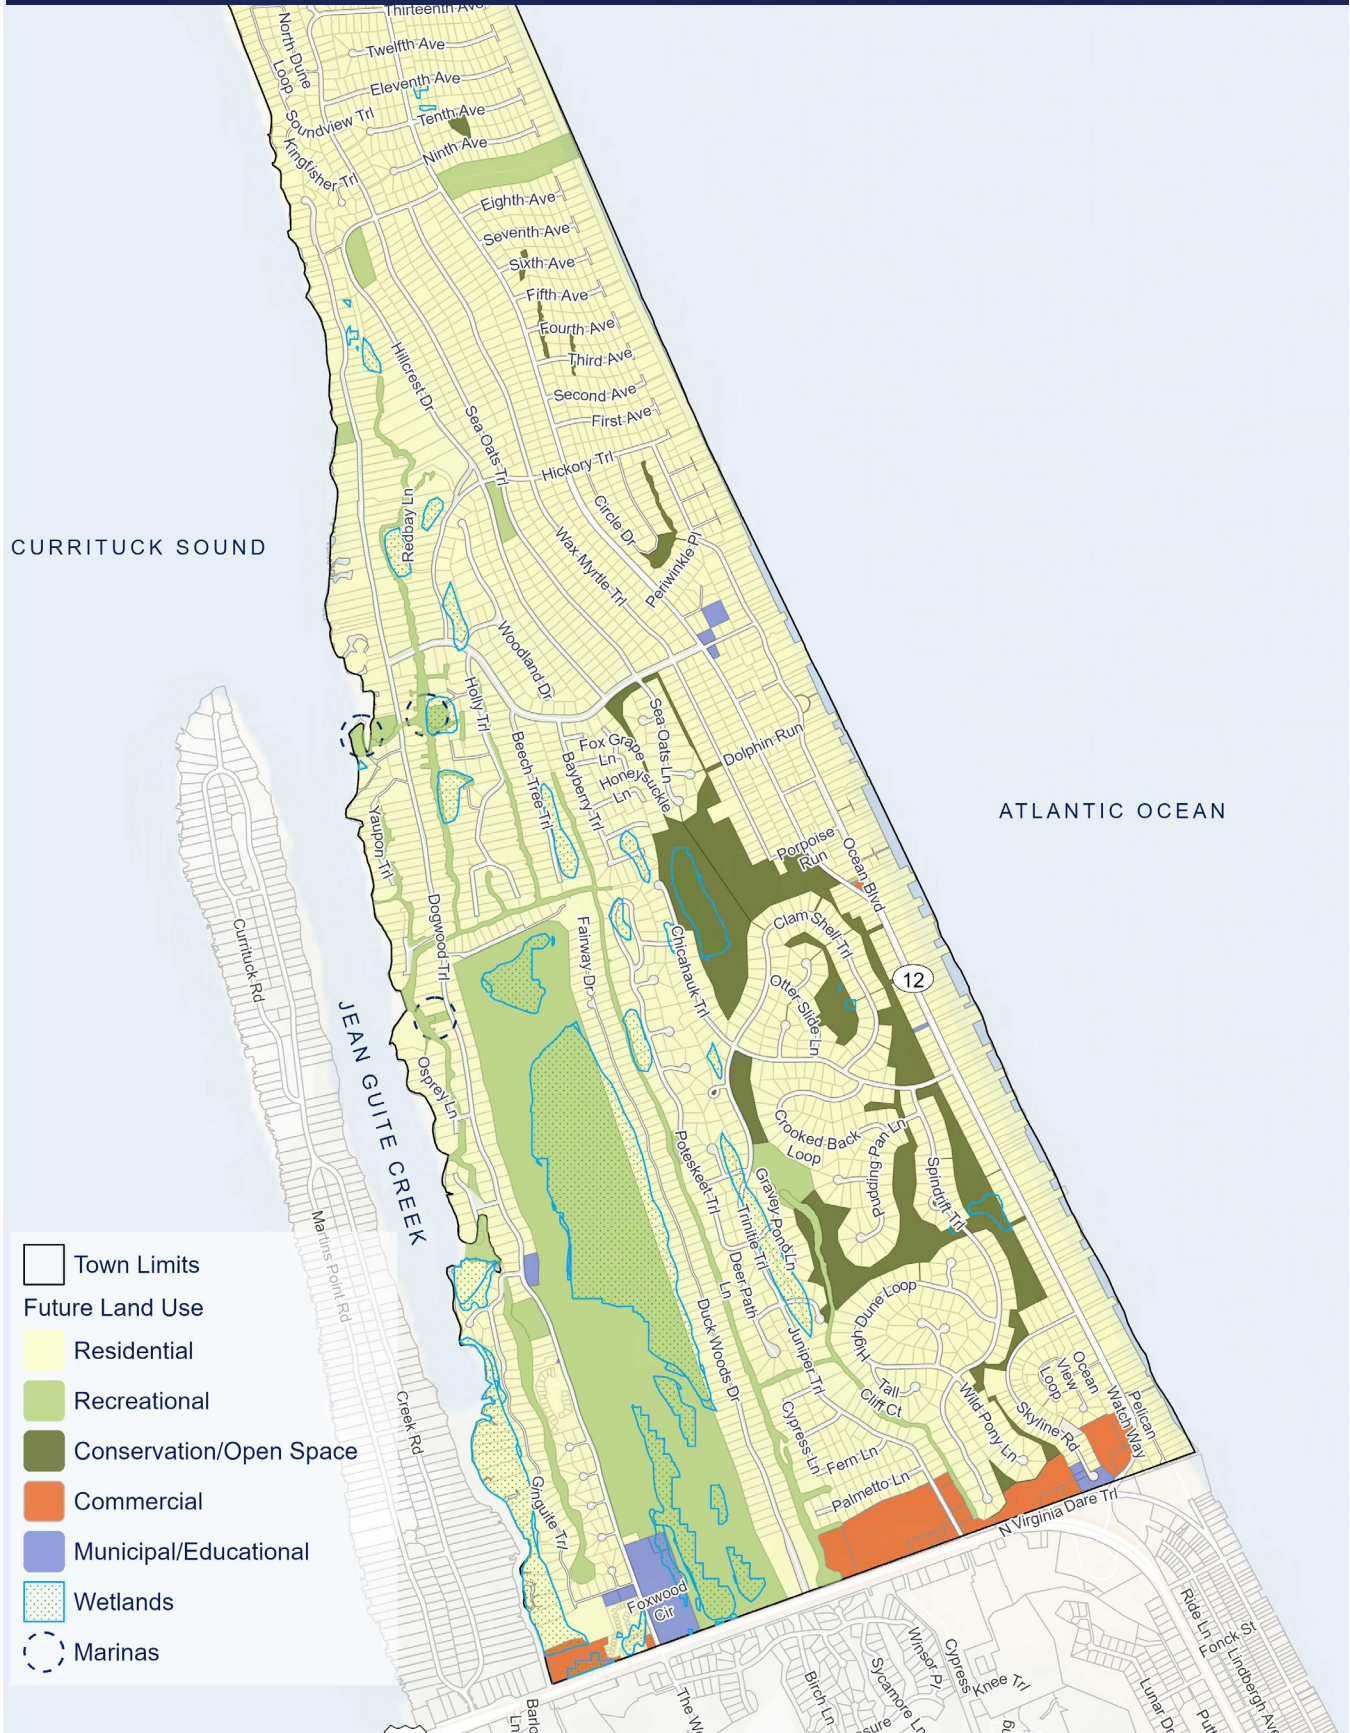 Thirteenth Ave
North Dune
Loop
Twelfth Ave
Eleventh Ave
Soundview Trl
Tenth Ave
Kingfisher Trl
Ninth Ave
Eighth Ave
Seventh Ave
Sixth Ave
Fifth Ave
Fourth Ave
Third Ave
Hillcrest Dr
Second Ave
First Ave
Sea Oats Trl
Hickory Trl
Redbay Ln
Circle Dr
Wax Myrtle Trl
Periwinkle Pl
CURRITUCK SOUND
Woodland Dr
Holly Trl
Sea Oats Ln
Dolphin Run
Fox Grape
Ln
Beech Tree Trl
Bayberry Trl
Honeysuckle
Ln
ATLANTIC OCEAN
Yaupon Trl
Porpoise
Run
Ocean Blvd
Dogwood Trl
Fairway Dr
Chicahauk Trl
Clam Shell Trl
12
Otter Slide Ln
Currituck Rd
JEAN GUITE CREEK
Osprey Ln
Crooked Back
Loop
Pudding Pan Ln
Poteskeet Trl
Spindrift Trl
Gravey Pond Ln
Trinitie Trl
Martins Point Rd
Deer Path
Ln
High Dune Loop
Duck Woods Dr
Juniper Trl
Tall
Cliff Ct
Wild Pony Ln
Ocean
View
Loop
Pelican
Watch Way
Skyline Rd
Creek Rd
Cypress Ln
Fern Ln
Palmetto Ln
Ginguite Trl
N Virginia Dare Trl
Foxwood
Cir
Town Limits
Future Land Use
Residential
Recreational
Conservation/Open Space
Commercial
Municipal/Educational
Wetlands
Marinas
Ride Ln
Fonck St
Lindbergh Ave
Winsor Pl
Cypress
Knee Trl
Sycamore Ln
Birch Ln
Lunar Dr
The
Ln